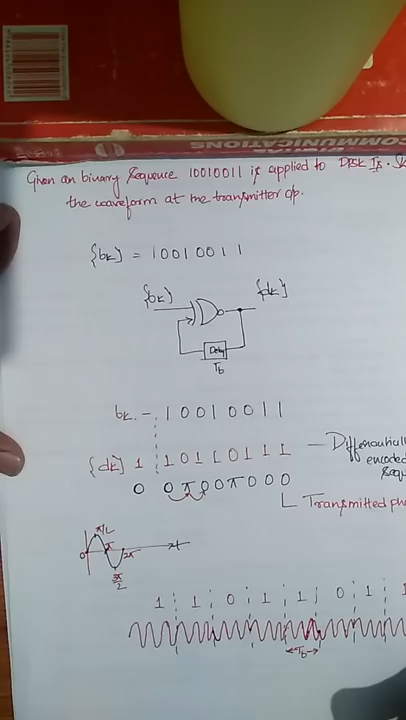 COMMUNICATIONS
Given an binary sequence 10010011 is applied to DPSK Tx.
the waveform at the transmitter o/p.
{bk} = 10010011
{bk} {dk}
Delay
Tb
bk - 1 0 0 1 0 0 1 1
{dk} 1 1 0 1 1 0 1 1 1 — Differentially
encoded
0 0 π 0 0 π 0 0 0
Transmitted
π/2
0 π 2π t
3π/2
1 1 0 1 1 0 1 1
Tb